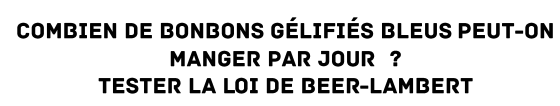 COMBIEN DE BONBONS GÉLIFIÉS BLEUS PEUT-ON
MANGER PAR JOUR ?
TESTER LA LOI DE BEER-LAMBERT